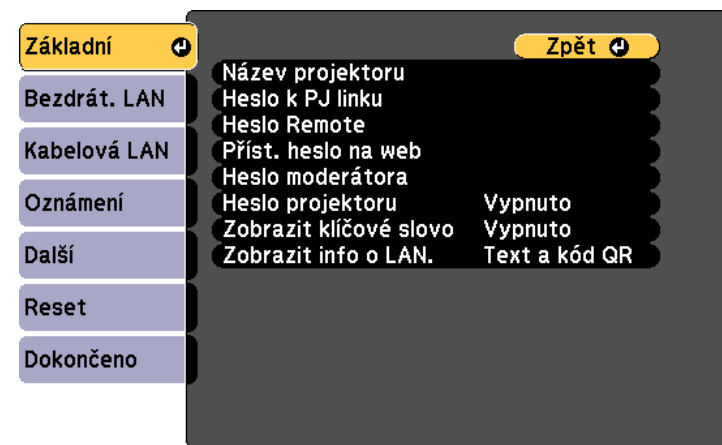 Základní
Bezdrát. LAN
Kabelová LAN
Oznámení
Další
Reset
Dokončeno
Zpět
Název projektoru
Heslo k PJ linku
Heslo Remote
Příst. heslo na web
Heslo moderátora
Heslo projektoru Vypnuto
Zobrazit klíčové slovo Vypnuto
Zobrazit info o LAN. Text a kód QR